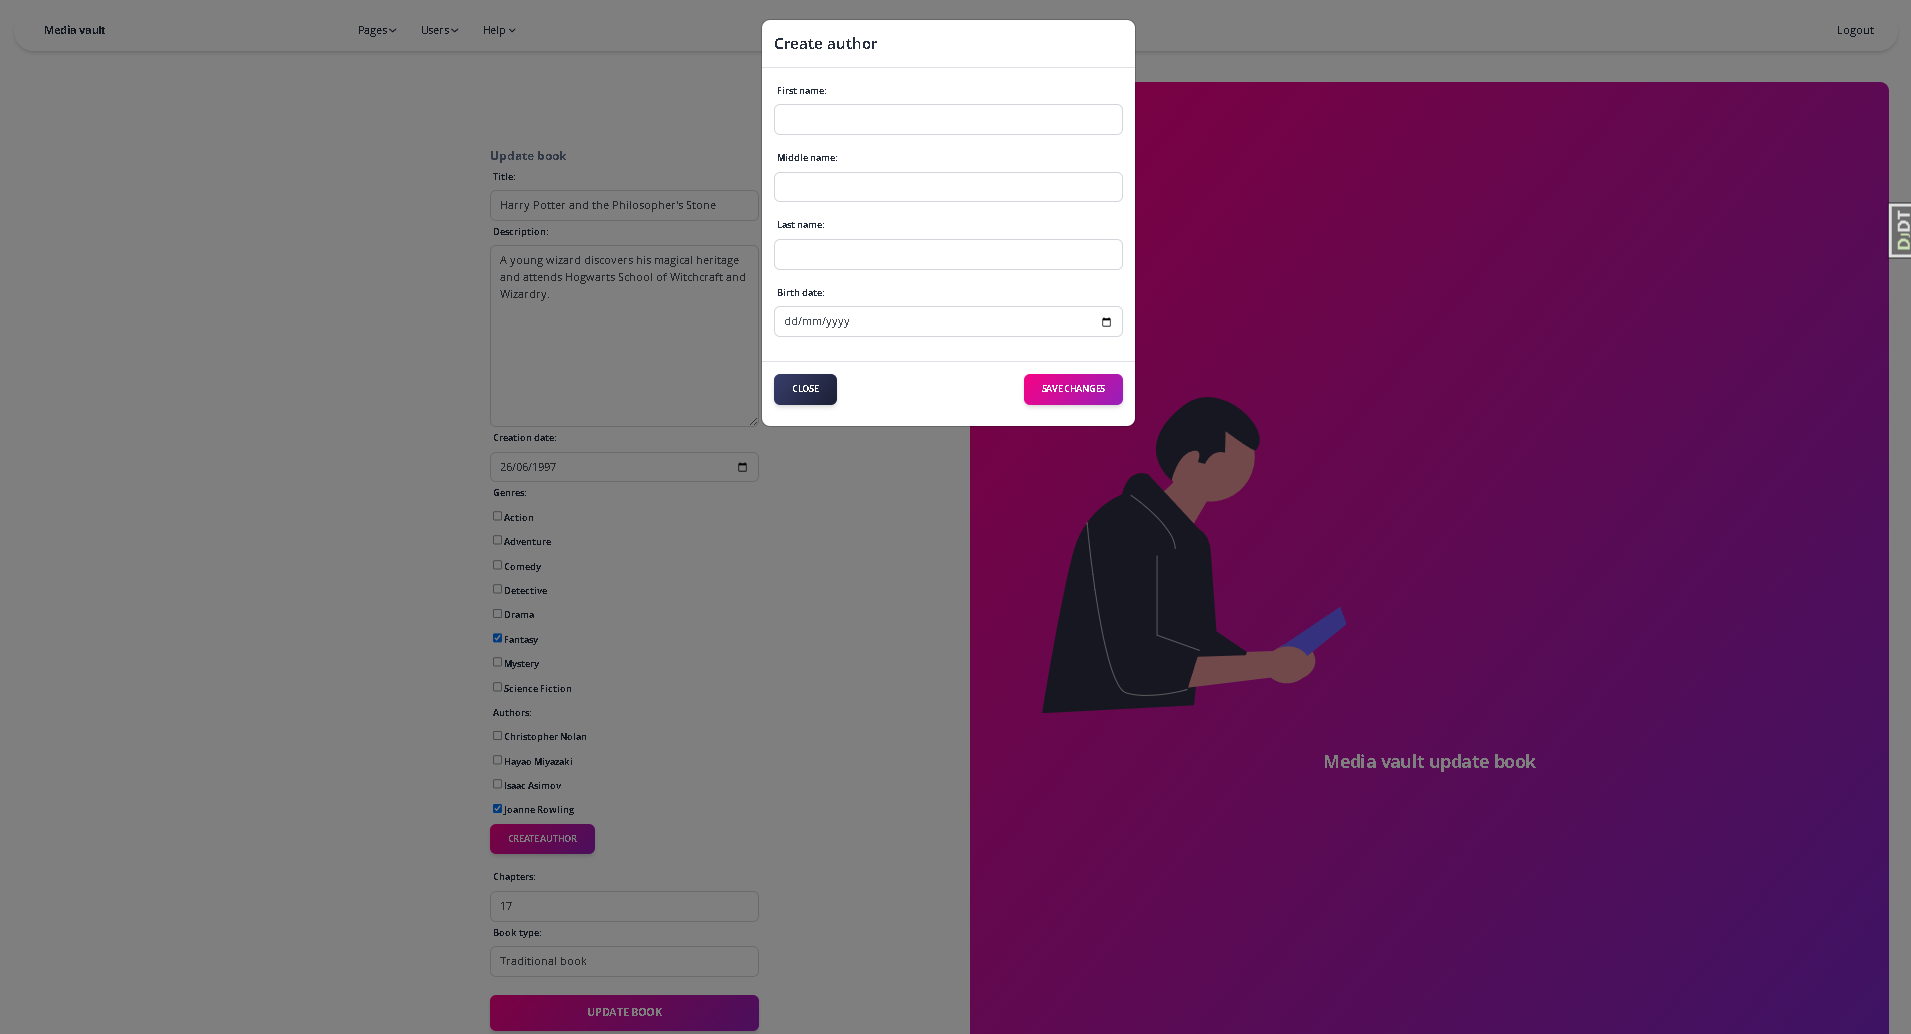 Media vault
Pages
Users
Help
Logout
Create author
First name:
Middle name:
Last name:
Birth date:
dd/mm/yyyy
CLOSE
SAVE CHANGES
Update book
Title:
Harry Potter and the Philosopher's Stone
Description:
A young wizard discovers his magical heritage
and attends Hogwarts School of Witchcraft and
Wizardry.
Creation date:
26/06/1997
Genres:
Action
Adventure
Comedy
Detective
Drama
Fantasy
Mystery
Science Fiction
Authors:
Christopher Nolan
Hayao Miyazaki
Isaac Asimov
Joanne Rowling
CREATE AUTHOR
Chapters:
17
Book type:
Traditional book
UPDATE BOOK
Media vault update book
DjDT